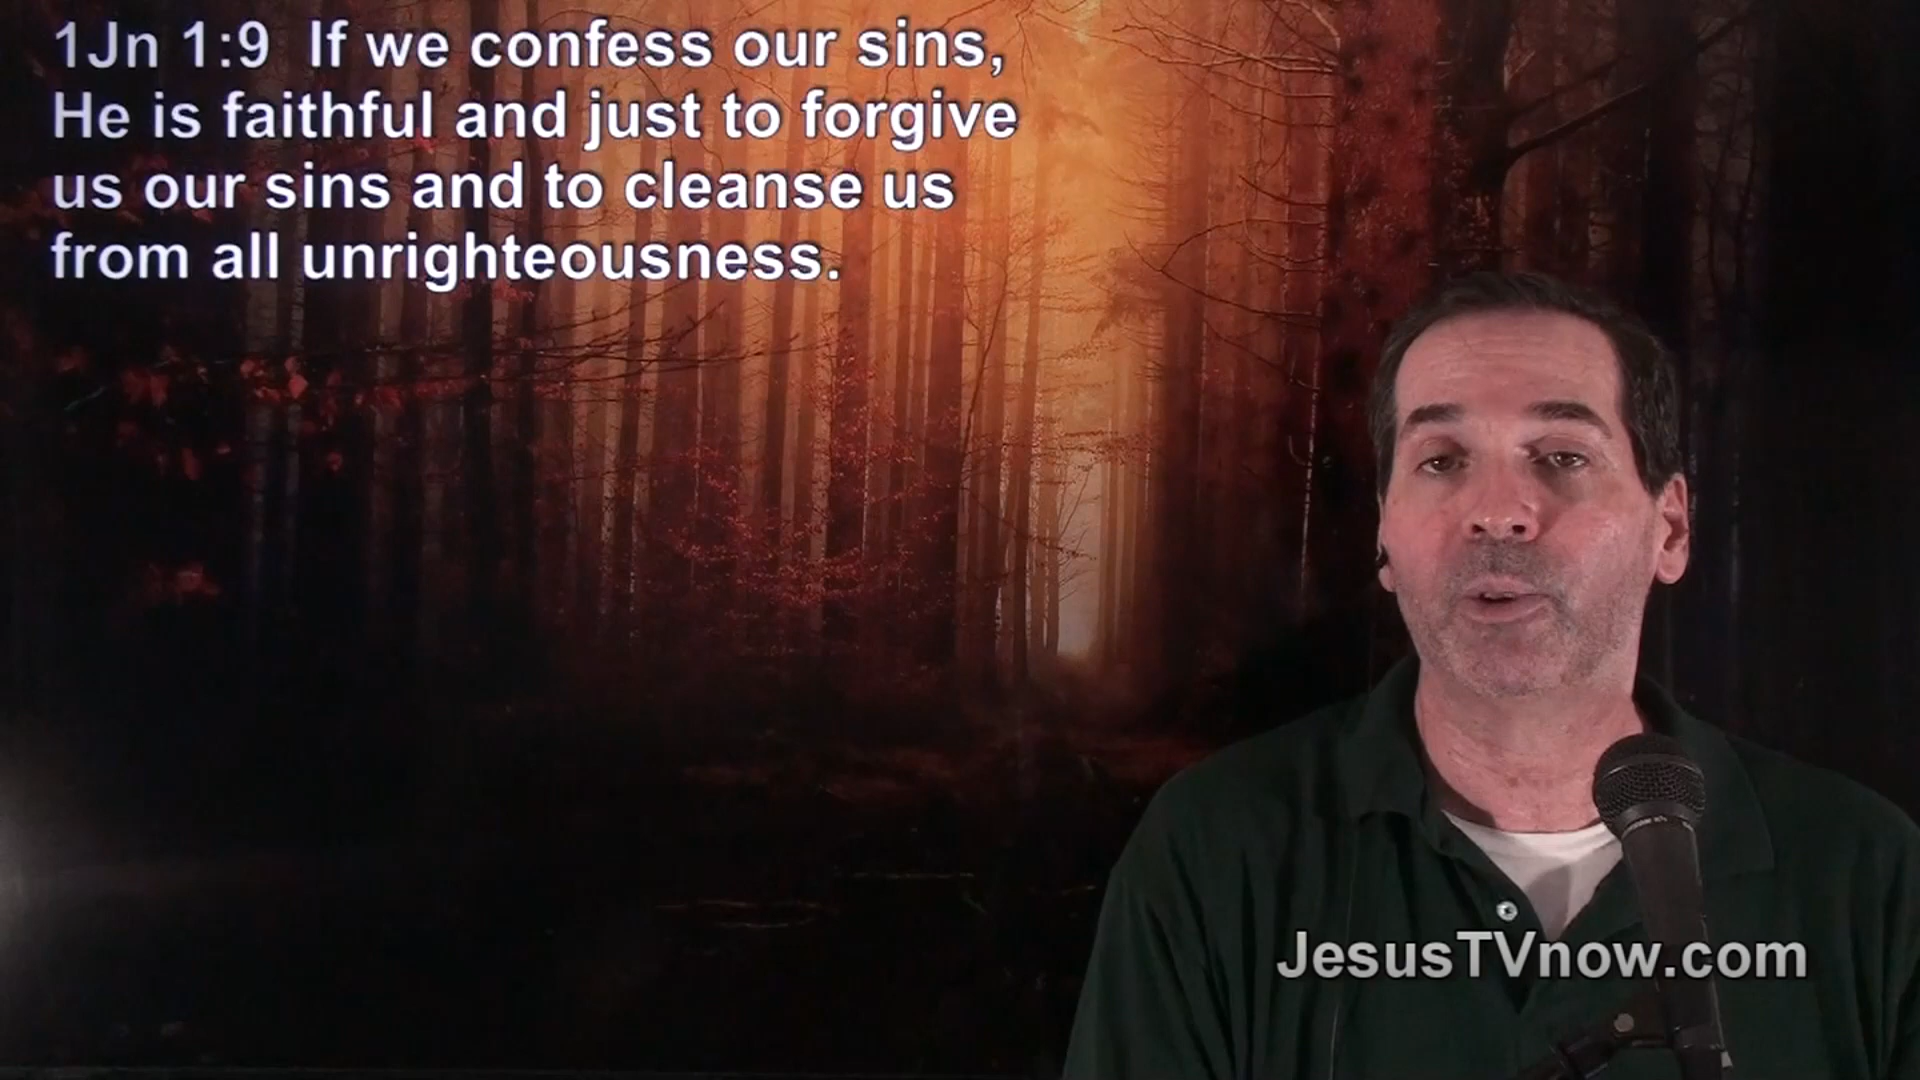 1Jn 1:9 If we confess our sins,
He is faithful and just to forgive
us our sins and to cleanse us
from all unrighteousness.
JesusTVnow.com